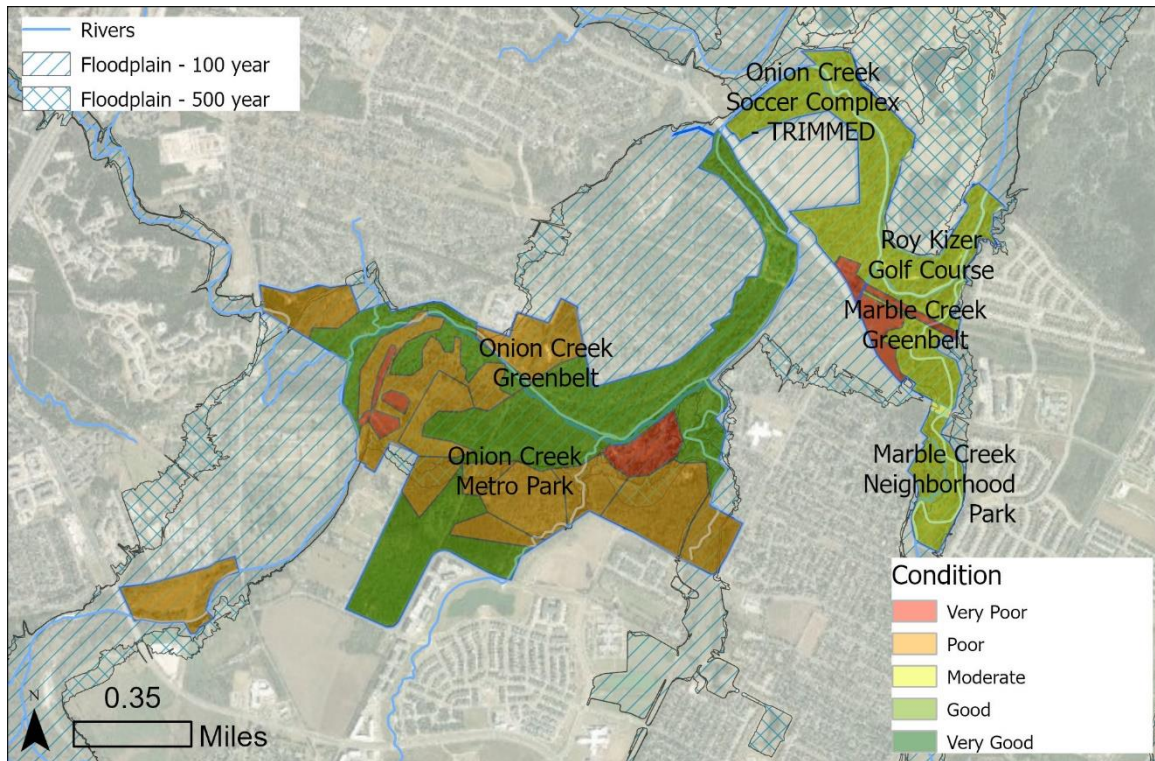 Rivers
Floodplain - 100 year
Floodplain - 500 year
Onion Creek
Soccer Complex
- TRIMMED
Roy Kizer
Golf Course
Marble Creek
Greenbelt
Onion Creek
Greenbelt
Onion Creek
Metro Park
Marble Creek
Neighborhood
Park
Condition
Very Poor
Poor
Moderate
Good
Very Good
N
0.35
Miles